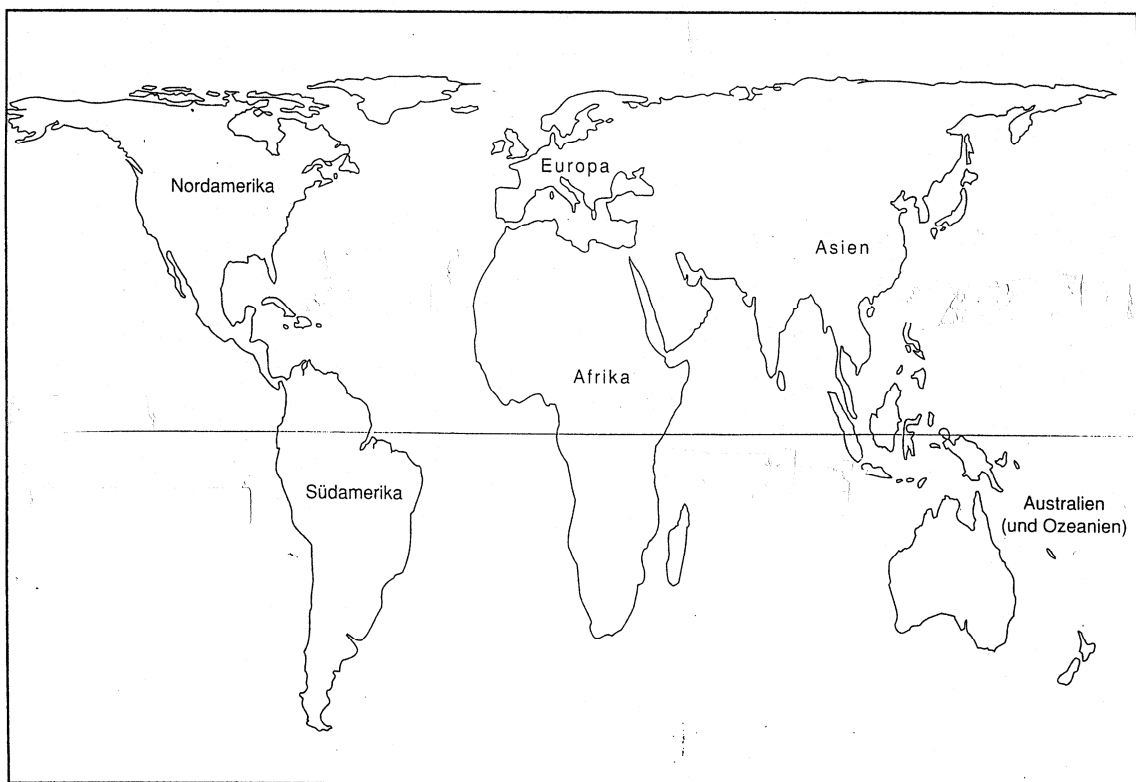 Nordamerika
Europa
Asien
Afrika
Südamerika
Australien
(und Ozeanien)